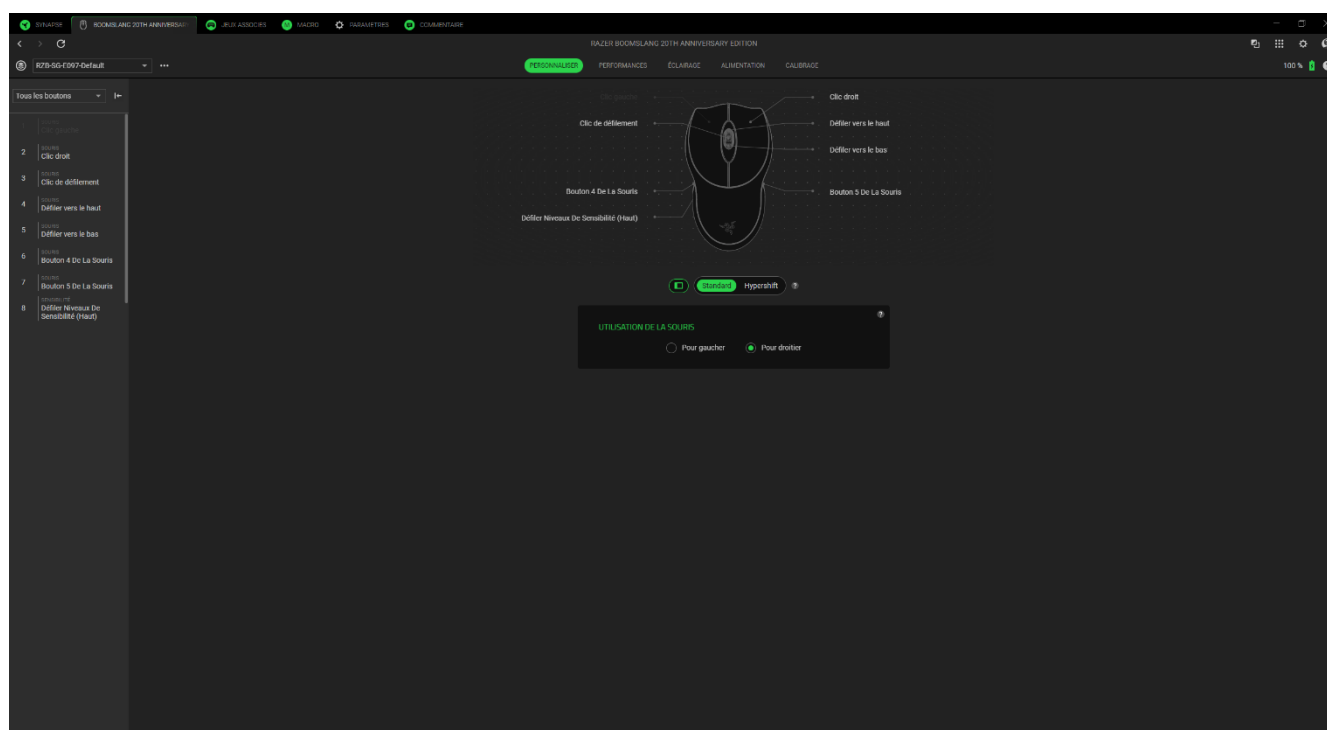 SYNAPSE
BOOMSLANG 20TH ANNIVERSARY
JEUX ASSOCIÉS
MACRO
PARAMÈTRES
COMMENTAIRE
RAZER BOOMSLANG 20TH ANNIVERSARY EDITION
RZB-SG-E097-Default
PERSONNALISER
PERFORMANCES
ÉCLAIRAGE
ALIMENTATION
CALIBRAGE
100 %
Tous les boutons
1
SOURIS
Clic gauche
2
SOURIS
Clic droit
3
SOURIS
Clic de défilement
4
SOURIS
Défiler vers le haut
5
SOURIS
Défiler vers le bas
6
SOURIS
Bouton 4 De La Souris
7
SOURIS
Bouton 5 De La Souris
8
SENSIBILITÉ
Défiler Niveaux De
Sensibilité (Haut)
Clic gauche
Clic droit
Clic de défilement
Défiler vers le haut
Défiler vers le bas
Bouton 4 De La Souris
Bouton 5 De La Souris
Défiler Niveaux De Sensibilité (Haut)
Standard
Hypershift
?
?
UTILISATION DE LA SOURIS
Pour gaucher
Pour droitier